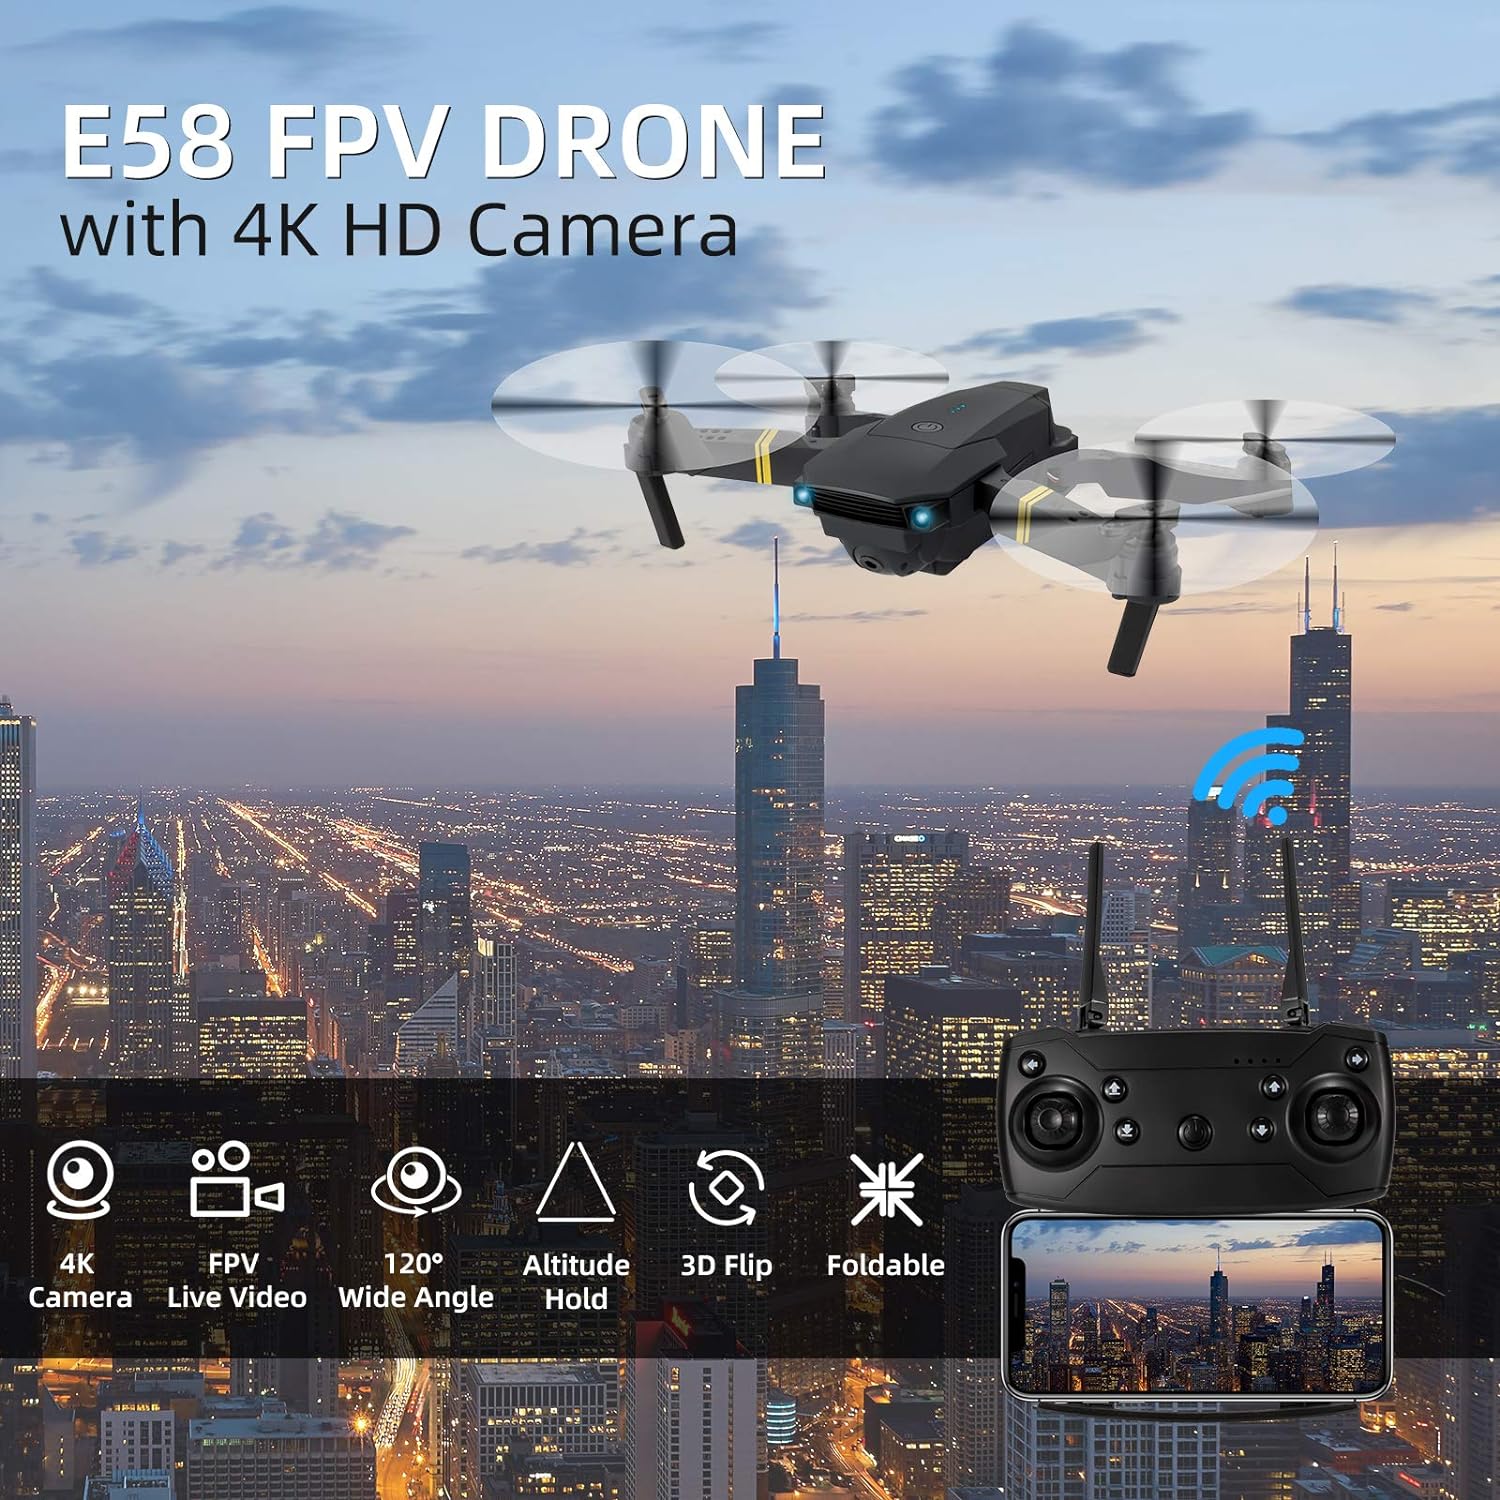 E58 FPV DRONE
with 4K HD Camera
4K
Camera
FPV
Live Video
120°
Wide Angle
Altitude
Hold
3D Flip
Foldable